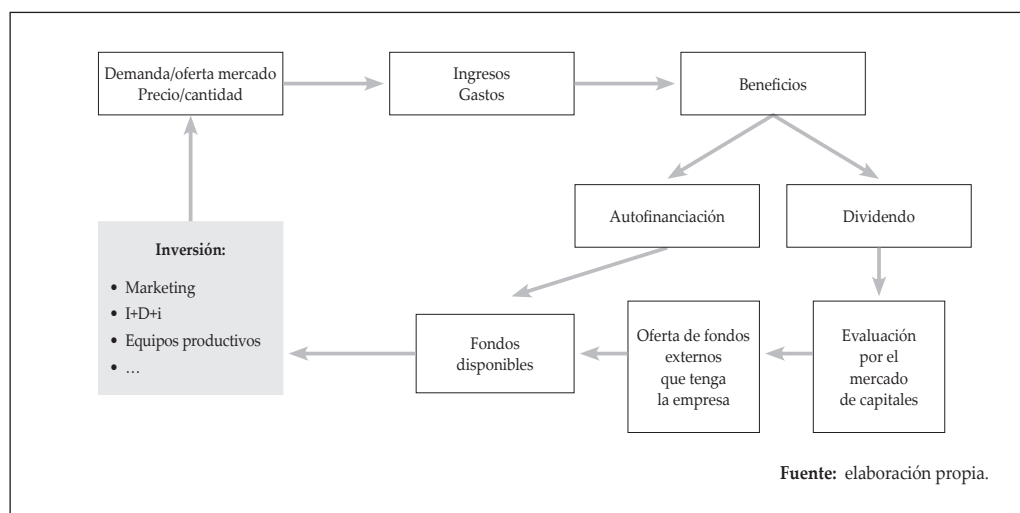 Demanda/oferta mercado
Precio/cantidad
Ingresos
Gastos
Beneficios
Autofinanciación
Dividendo
Inversión:
• Marketing
• I+D+i
• Equipos productivos
• …
Fondos
disponibles
Oferta de fondos
externos
que tenga
la empresa
Evaluación
por el
mercado
de capitales
Fuente: elaboración propia.